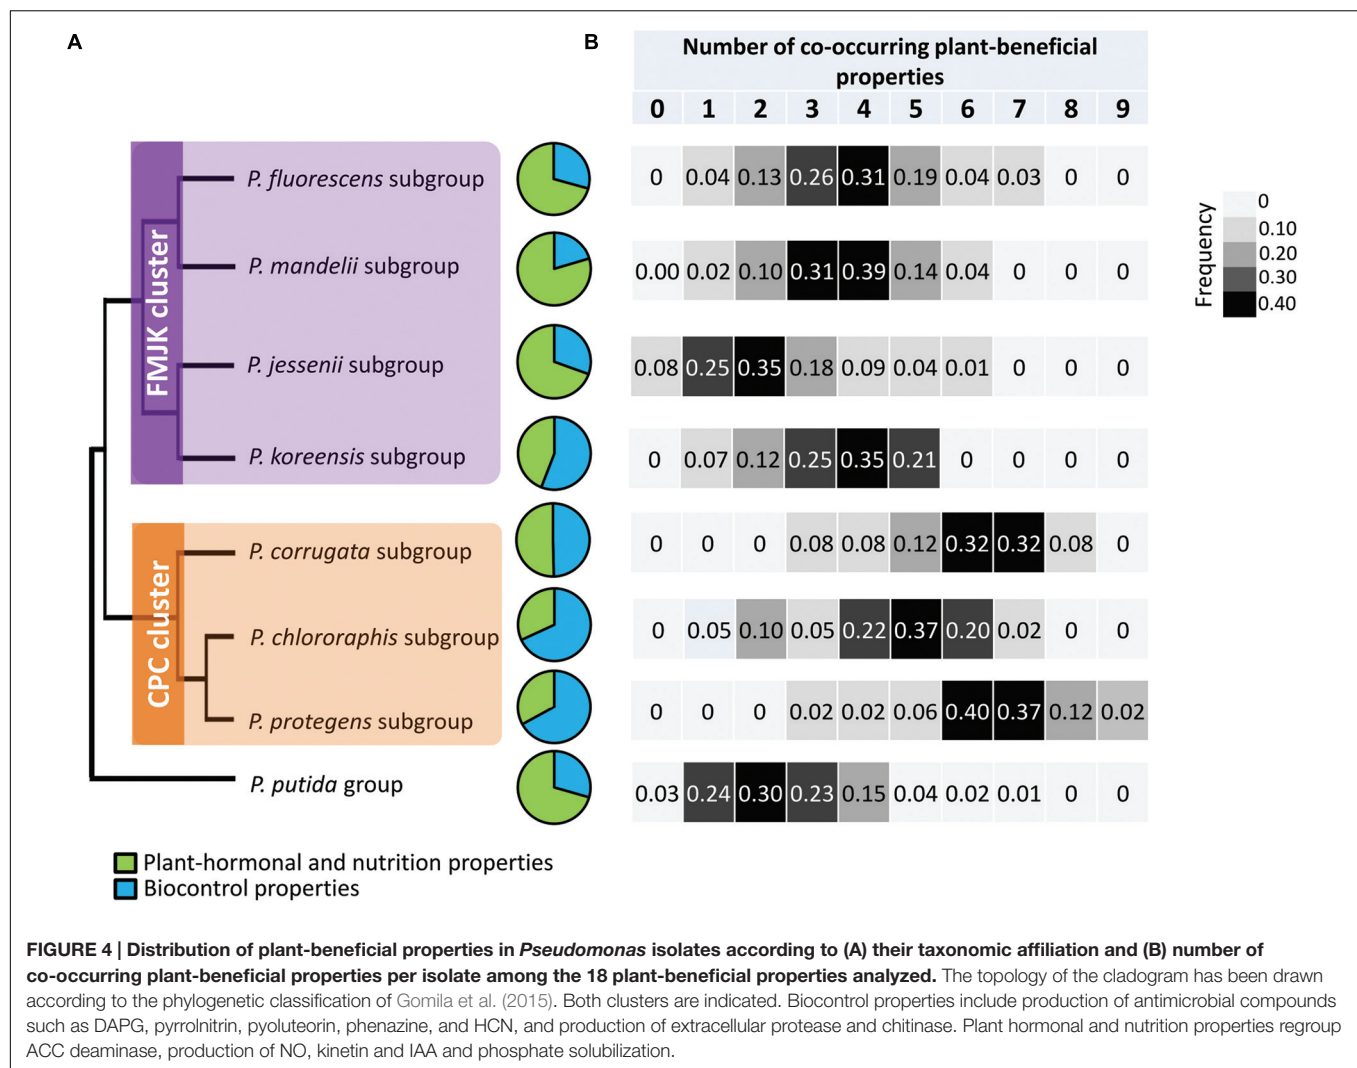 A
B
Number of co-occurring plant-beneficial
properties
0 1 2 3 4 5 6 7 8 9
FMJK cluster
P. fluorescens subgroup
0 0.04 0.13 0.26 0.31 0.19 0.04 0.03 0 0
P. mandelii subgroup
0.00 0.02 0.10 0.31 0.39 0.14 0.04 0 0 0
P. jessenii subgroup
0.08 0.25 0.35 0.18 0.09 0.04 0.01 0 0 0
P. koreensis subgroup
0 0.07 0.12 0.25 0.35 0.21 0 0 0 0
CPC cluster
P. corrugata subgroup
0 0 0 0.08 0.08 0.12 0.32 0.32 0.08 0
P. chlororaphis subgroup
0 0.05 0.10 0.05 0.22 0.37 0.20 0.02 0 0
P. protegens subgroup
0 0 0 0.02 0.02 0.06 0.40 0.37 0.12 0.02
P. putida group
0.03 0.24 0.30 0.23 0.15 0.04 0.02 0.01 0 0
Frequency
0
0.10
0.20
0.30
0.40
Plant-hormonal and nutrition properties
Biocontrol properties
FIGURE 4 | Distribution of plant-beneficial properties in Pseudomonas isolates according to (A) their taxonomic affiliation and (B) number of
co-occurring plant-beneficial properties per isolate among the 18 plant-beneficial properties analyzed. The topology of the cladogram has been drawn
according to the phylogenetic classification of Gomila et al. (2015). Both clusters are indicated. Biocontrol properties include production of antimicrobial compounds
such as DAPG, pyrrolnitrin, pyoluteorin, phenazine, and HCN, and production of extracellular protease and chitinase. Plant hormonal and nutrition properties regroup
ACC deaminase, production of NO, kinetin and IAA and phosphate solubilization.